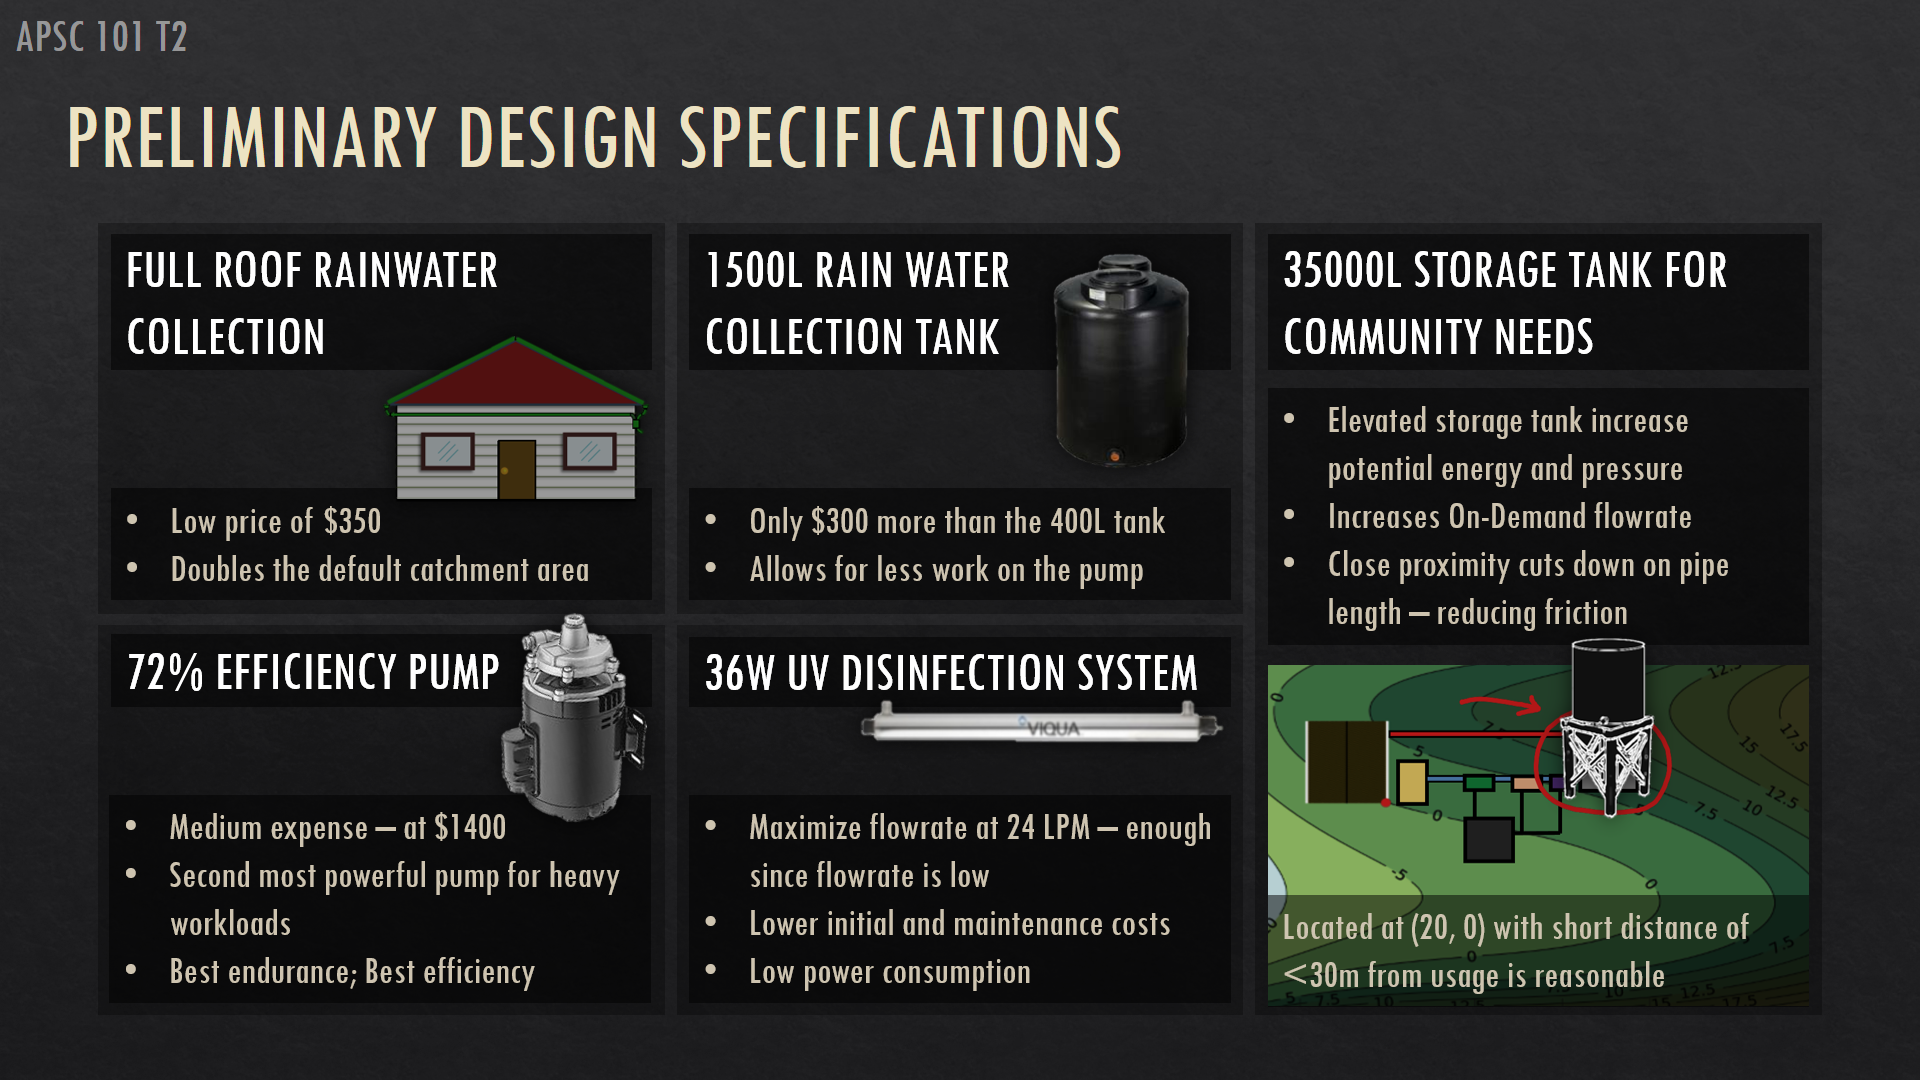 APSC 101 T2
PRELIMINARY DESIGN SPECIFICATIONS
FULL ROOF RAINWATER
COLLECTION
• Low price of $350
• Doubles the default catchment area
1500L RAIN WATER
COLLECTION TANK
• Only $300 more than the 400L tank
• Allows for less work on the pump
35000L STORAGE TANK FOR
COMMUNITY NEEDS
• Elevated storage tank increase
potential energy and pressure
• Increases On-Demand flowrate
• Close proximity cuts down on pipe
length – reducing friction
72% EFFICIENCY PUMP
• Medium expense – at $1400
• Second most powerful pump for heavy
workloads
• Best endurance; Best efficiency
36W UV DISINFECTION SYSTEM
VIQUA
• Maximize flowrate at 24 LPM – enough
since flowrate is low
• Lower initial and maintenance costs
• Low power consumption
0
12.5
17.5
15
7.5
5
12.5
10
7.5
0
-5
0
Located at (20, 0) with short distance of
7.5
0
<30m from usage is reasonable
5 7.5 10 12.5 10 15 12.5 17.5